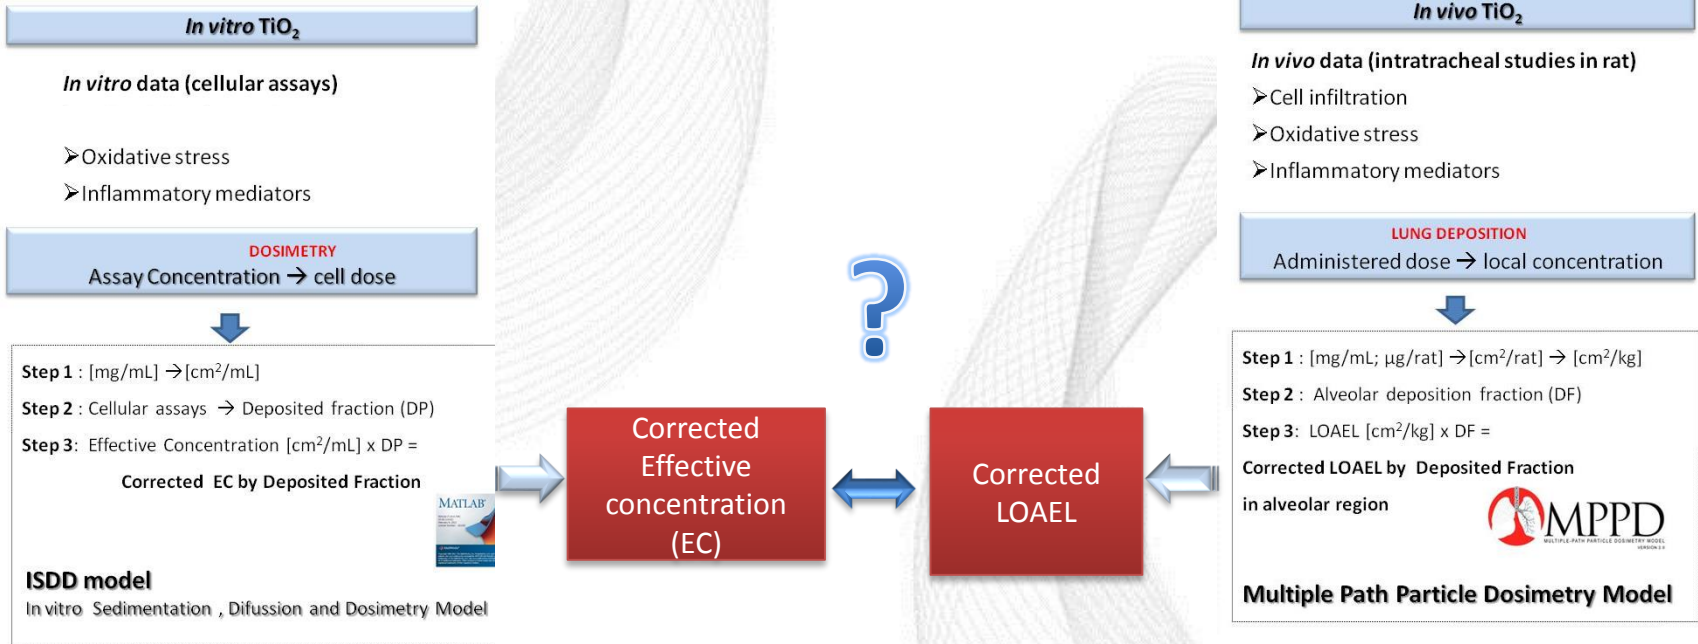 In vitro TiO₂
In vitro data (cellular assays)
➢Oxidative stress
➢Inflammatory mediators
DOSIMETRY
Assay Concentration → cell dose
Step 1 : [mg/mL] →[cm²/mL]
Step 2 : Cellular assays → Deposited fraction (DP)
Step 3: Effective Concentration [cm²/mL] x DP =
Corrected EC by Deposited Fraction
MATLAB
ISDD model
In vitro Sedimentation , Difussion and Dosimetry Model
?
Corrected
Effective
concentration
(EC)
Corrected
LOAEL
In vivo TiO₂
In vivo data (intratracheal studies in rat)
➢Cell infiltration
➢Oxidative stress
➢Inflammatory mediators
LUNG DEPOSITION
Administered dose → local concentration
Step 1 : [mg/mL; µg/rat] →[cm²/rat] → [cm²/kg]
Step 2 : Alveolar deposition fraction (DF)
Step 3: LOAEL [cm²/kg] x DF =
Corrected LOAEL by Deposited Fraction
in alveolar region
MPPD
MULTIPLE-PATH PARTICLE DOSIMETRY MODEL
Multiple Path Particle Dosimetry Model